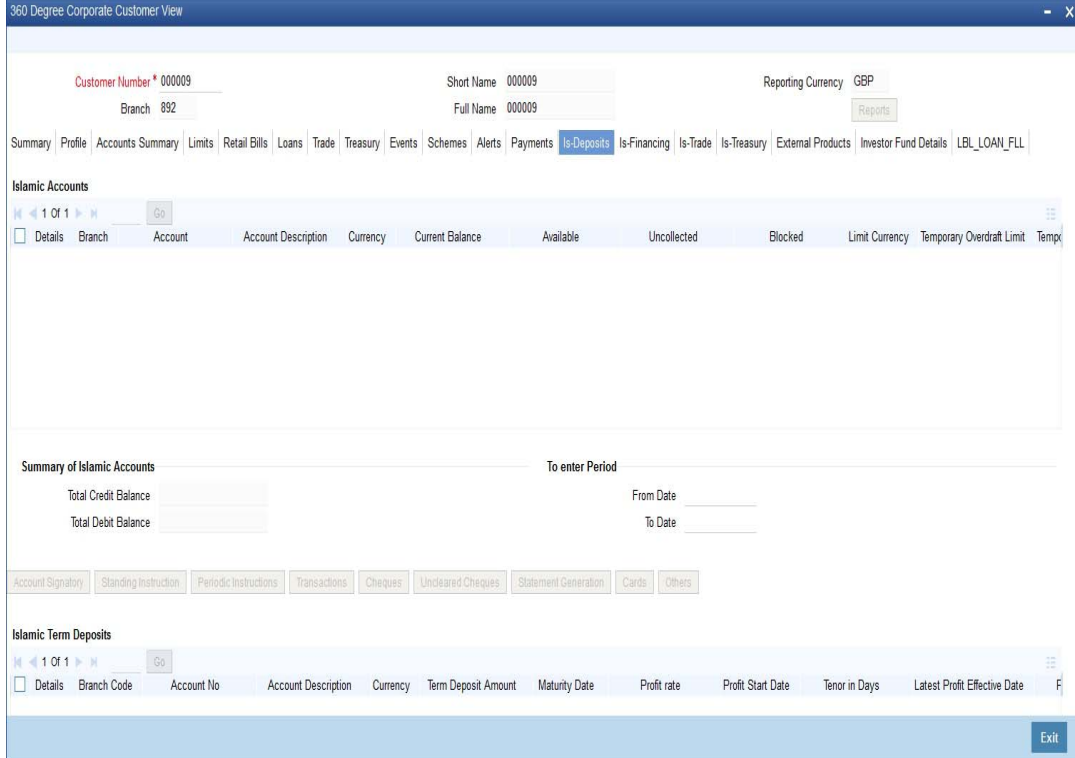 360 Degree Corporate Customer View - X
Customer Number * 000009 Short Name 000009 Reporting Currency GBP
Branch 892 Full Name 000009 Reports
Summary Profile Accounts Summary Limits Retail Bills Loans Trade Treasury Events Schemes Alerts Payments Is-Deposits Is-Financing Is-Trade Is-Treasury External Products Investor Fund Details LBL_LOAN_FLL
Islamic Accounts
1 Of 1 Go
Details Branch Account Account Description Currency Current Balance Available Uncollected Blocked Limit Currency Temporary Overdraft Limit Tempo
Summary of Islamic Accounts To enter Period
Total Credit Balance From Date
Total Debit Balance To Date
Account Signatory Standing Instruction Periodic Instructions Transactions Cheques Uncleared Cheques Statement Generation Cards Others
Islamic Term Deposits
1 Of 1 Go
Details Branch Code Account No Account Description Currency Term Deposit Amount Maturity Date Profit rate Profit Start Date Tenor in Days Latest Profit Effective Date
Exit